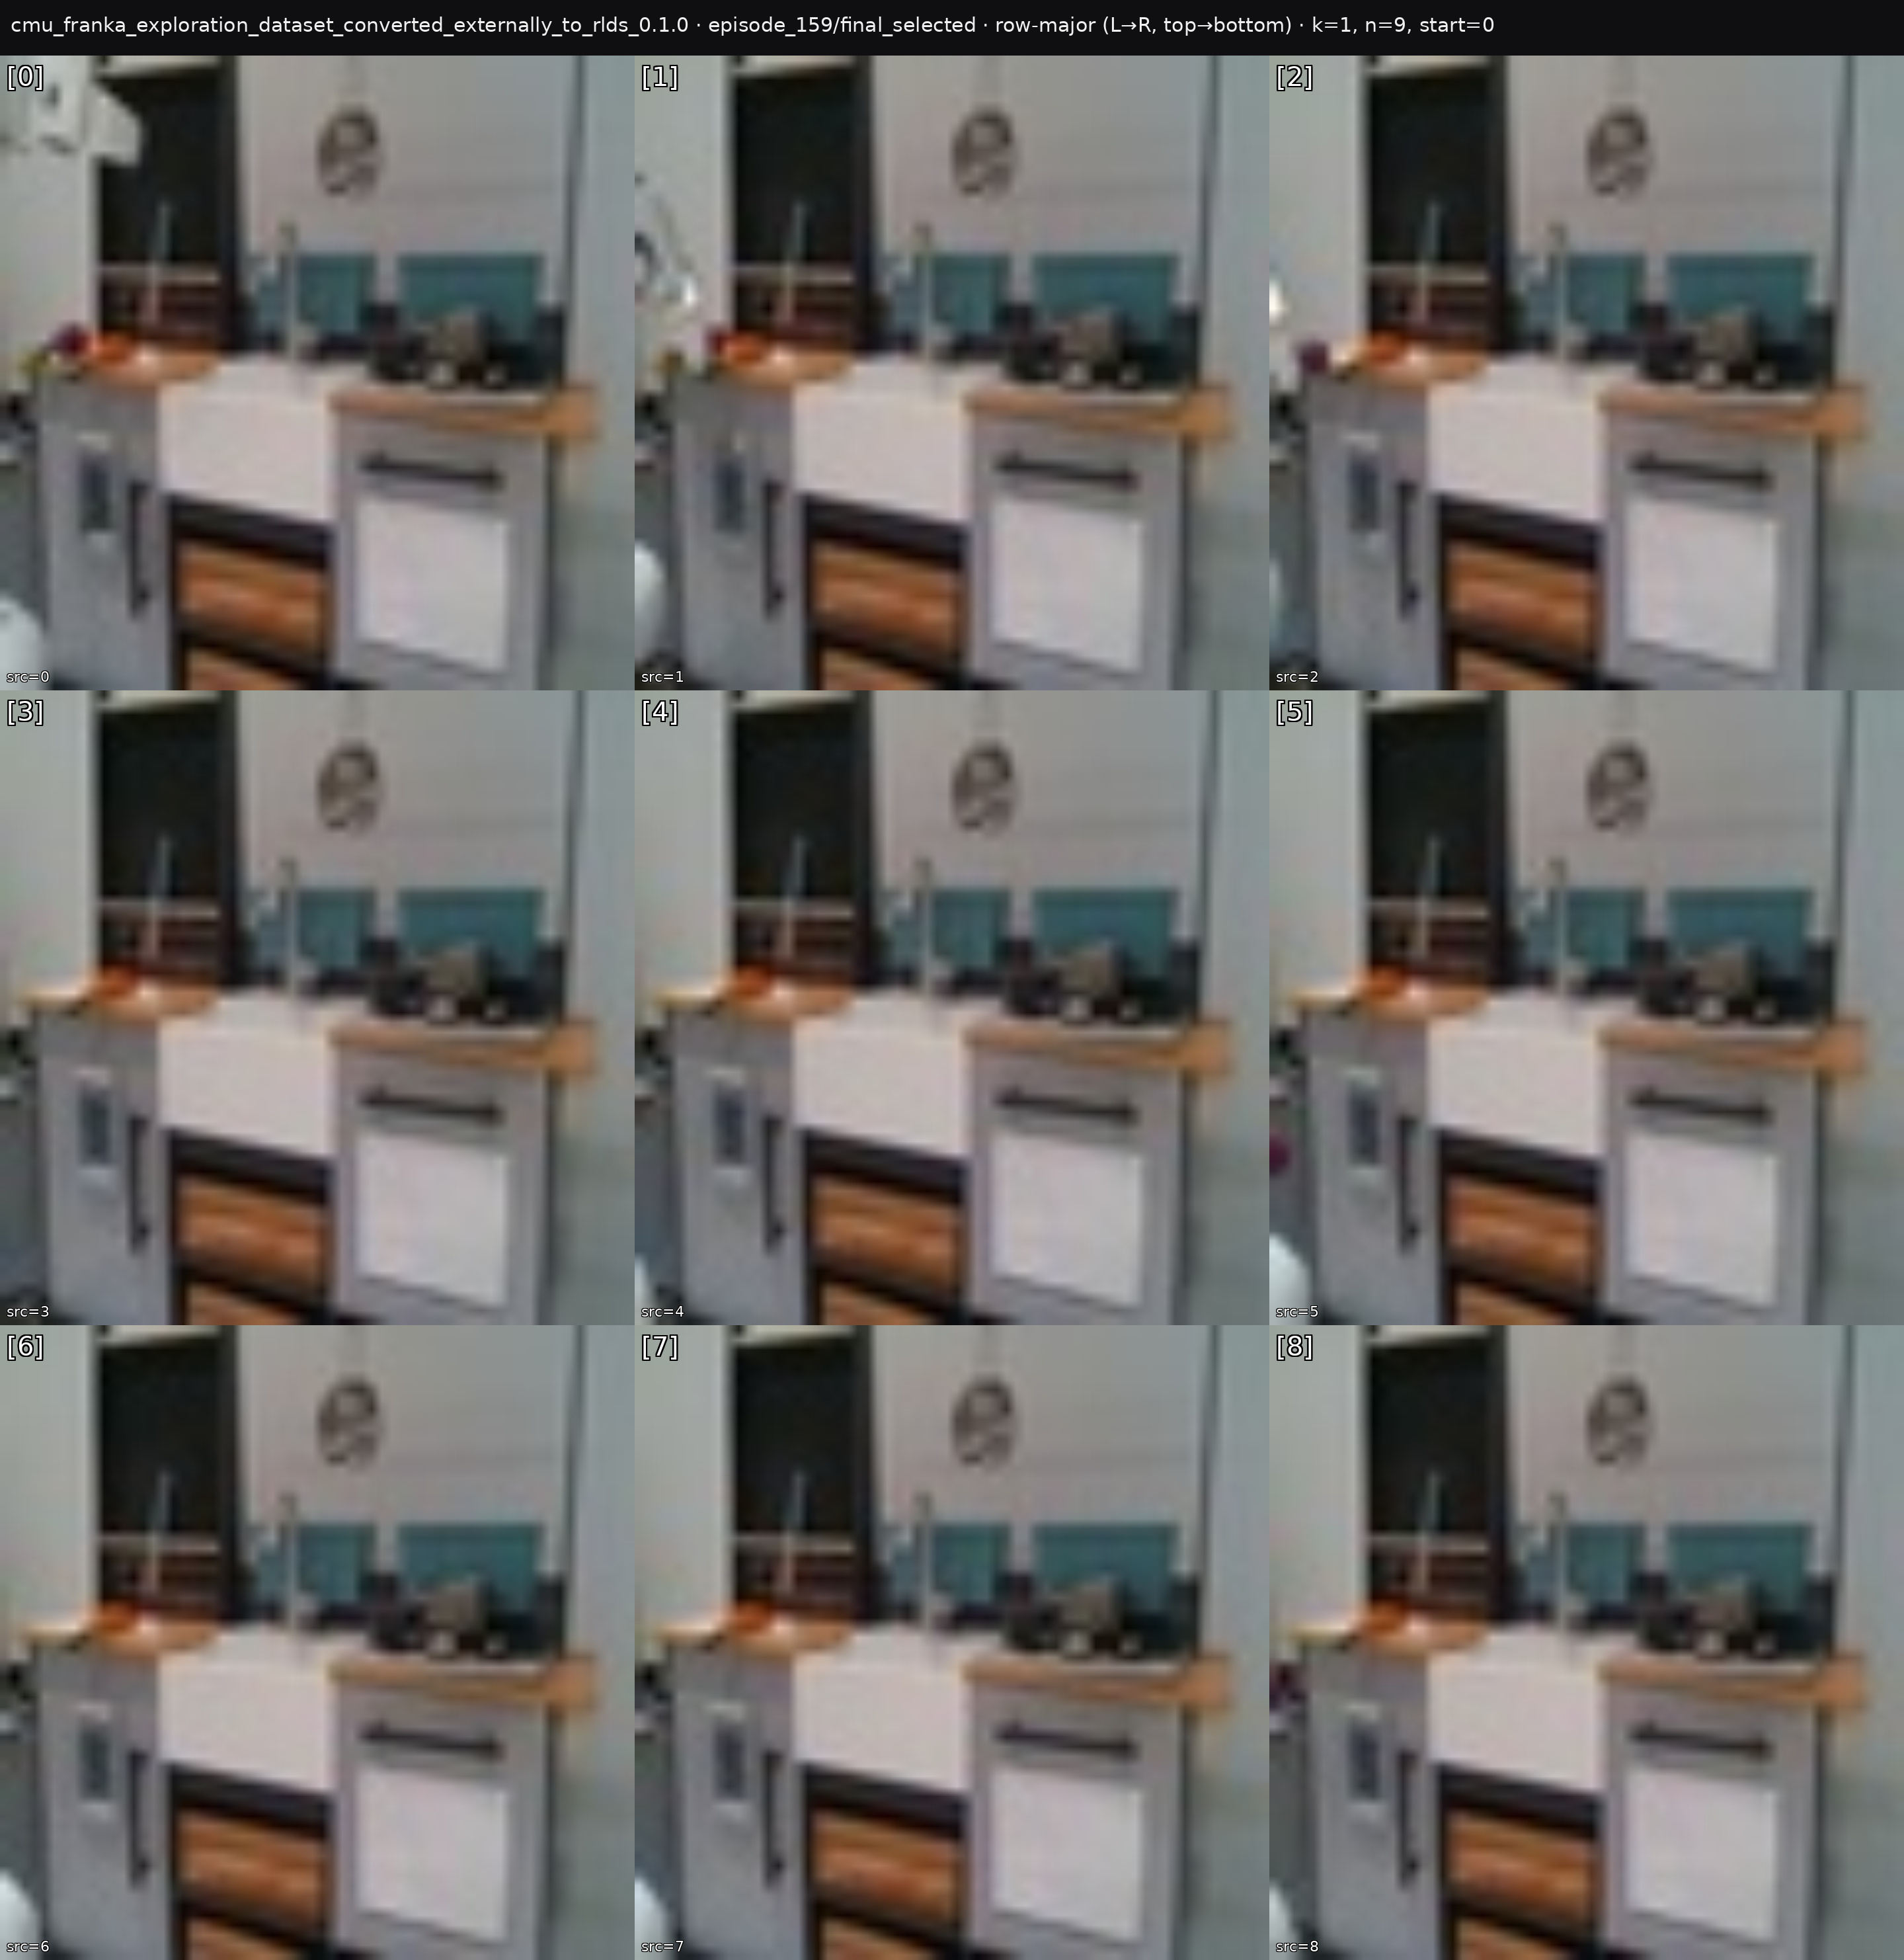 cmu_franka_exploration_dataset_converted_externally_to_rlds_0.1.0 · episode_159/final_selected · row-major (L→R, top→bottom) · k=1, n=9, start=0
[0]
[1]
[2]
src=0
src=1
src=2
[3]
[4]
[5]
src=3
src=4
src=5
[6]
[7]
[8]
src=6
src=7
src=8